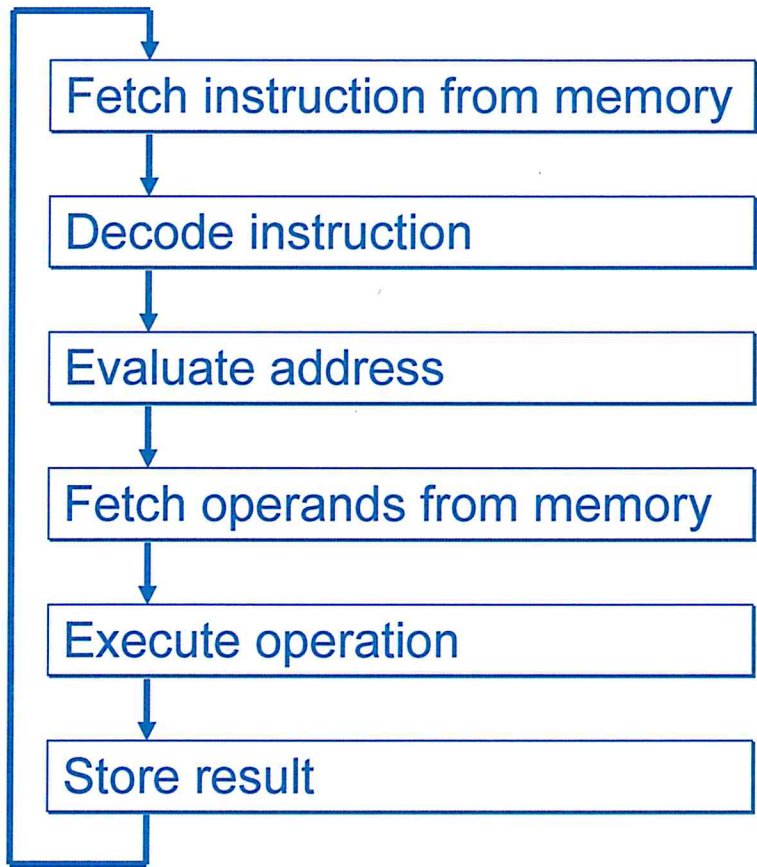 Fetch instruction from memory
Decode instruction
Evaluate address
Fetch operands from memory
Execute operation
Store result